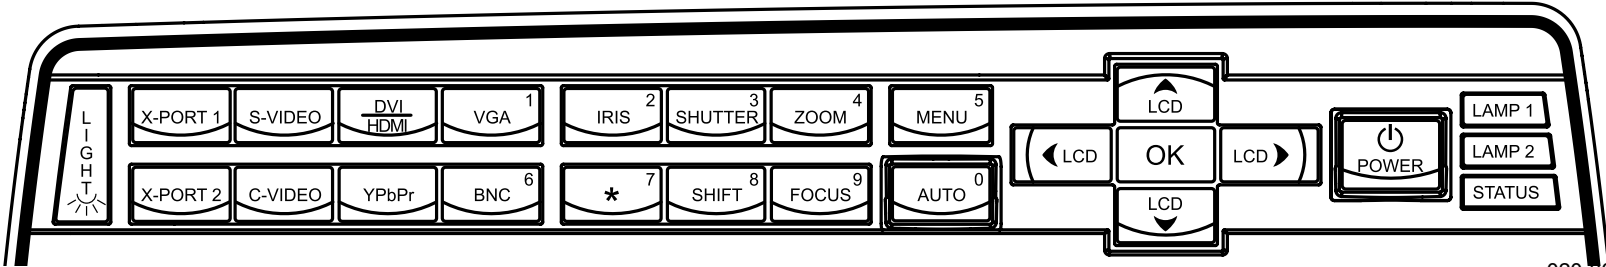 LIGHT
X-PORT 1
S-VIDEO
DVI
HDMI
VGA 1
IRIS 2
SHUTTER 3
ZOOM 4
MENU 5
X-PORT 2
C-VIDEO
YPbPr
BNC 6
* 7
SHIFT 8
FOCUS 9
AUTO 0
LCD
LCD
OK
LCD
LCD
POWER
LAMP 1
LAMP 2
STATUS